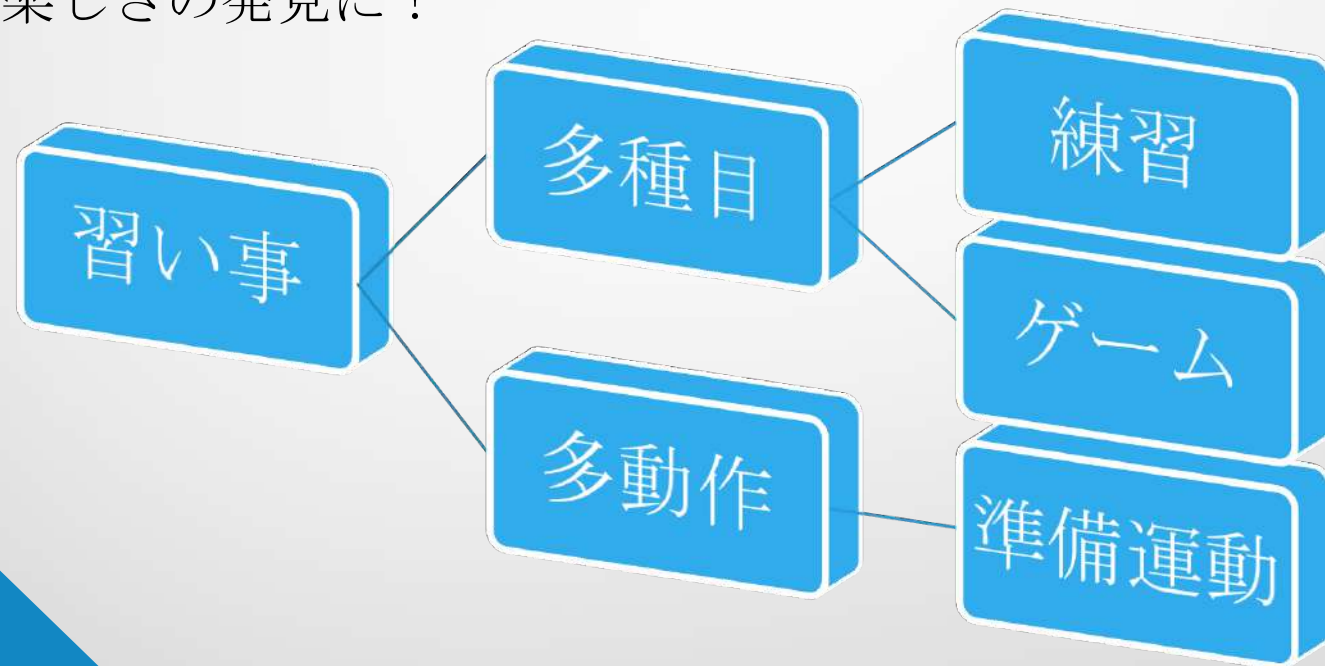 楽しさの発見に！
習い事
多種目
多動作
練習
ゲーム
準備運動